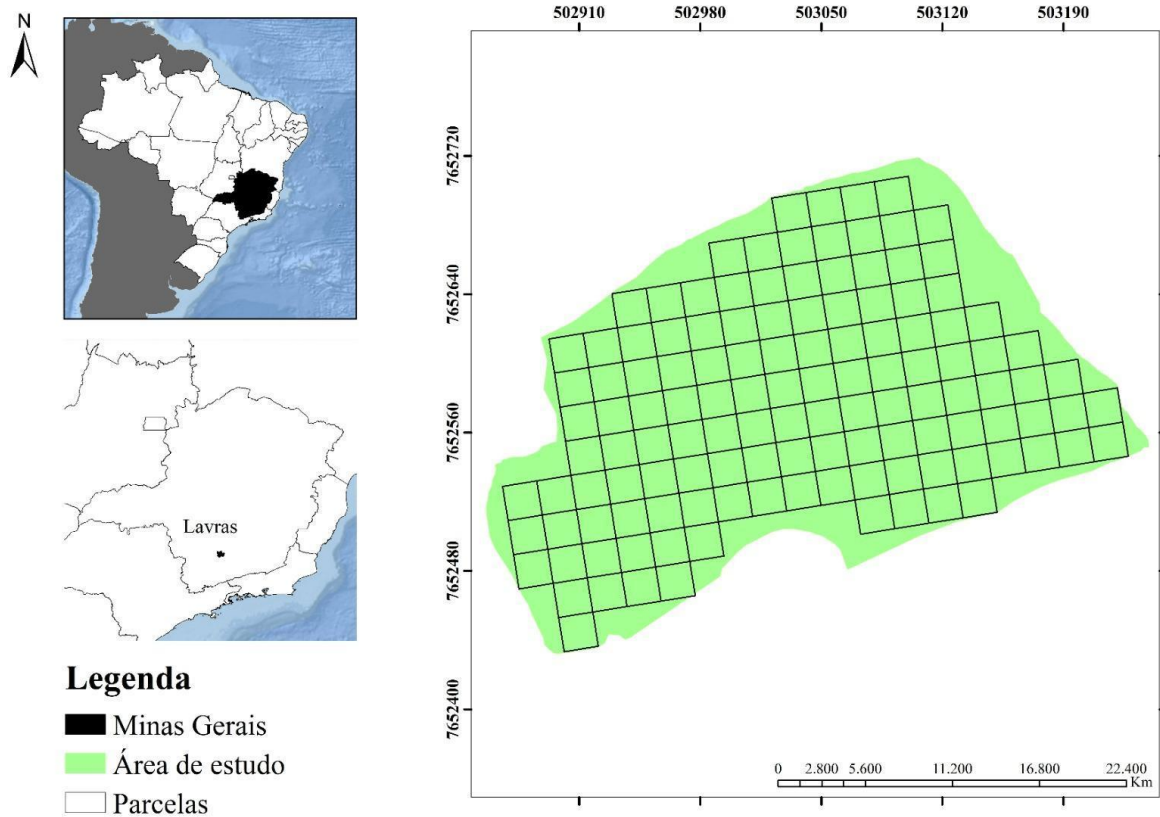 N
502910 502980 503050 503120 503190
7652720
7652640
7652560
7652480
7652400
Lavras
Legenda
Minas Gerais
Área de estudo
Parcelas
0 2.800 5.600 11.200 16.800 22.400
Km